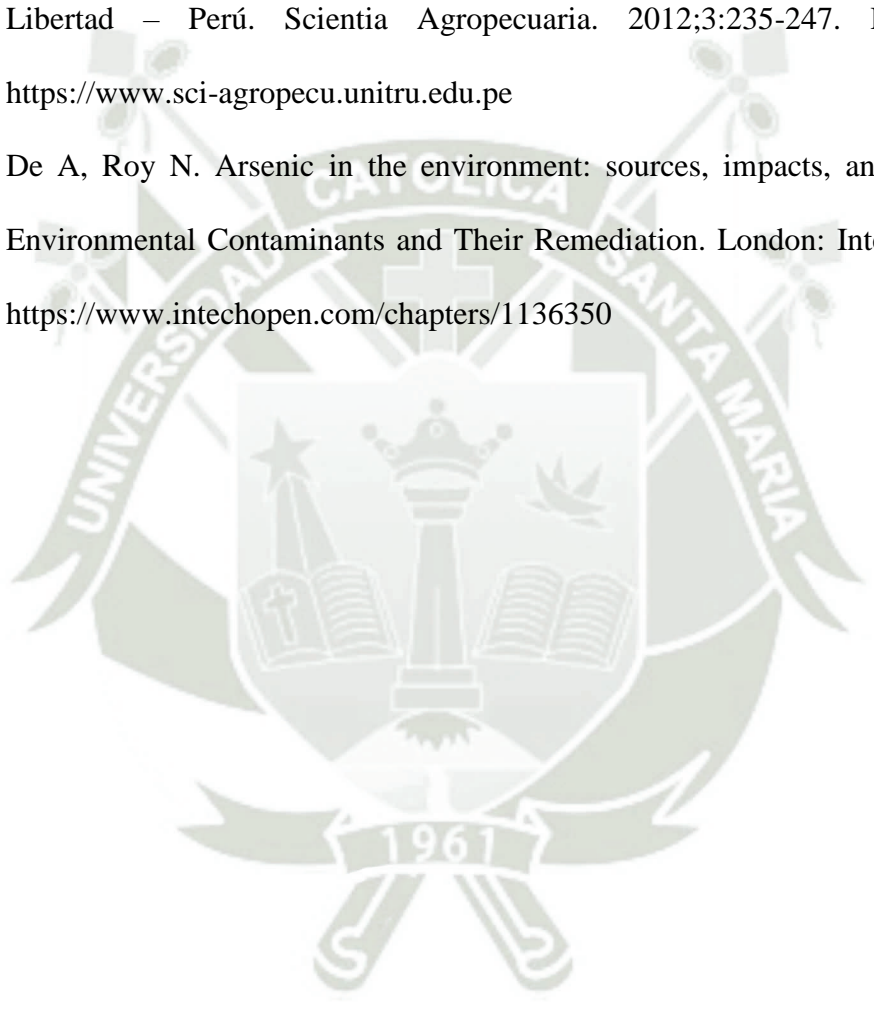 Libertad – Perú. Scientia Agropecuaria. 2012;3:235-247.
https://www.sci-agropecu.unitru.edu.pe
De A, Roy N. Arsenic in the environment: sources, impacts, an
Environmental Contaminants and Their Remediation. London: Int
https://www.intechopen.com/chapters/1136350
UNIVERSIDAD CATOLICA SANTA MARIA
1961